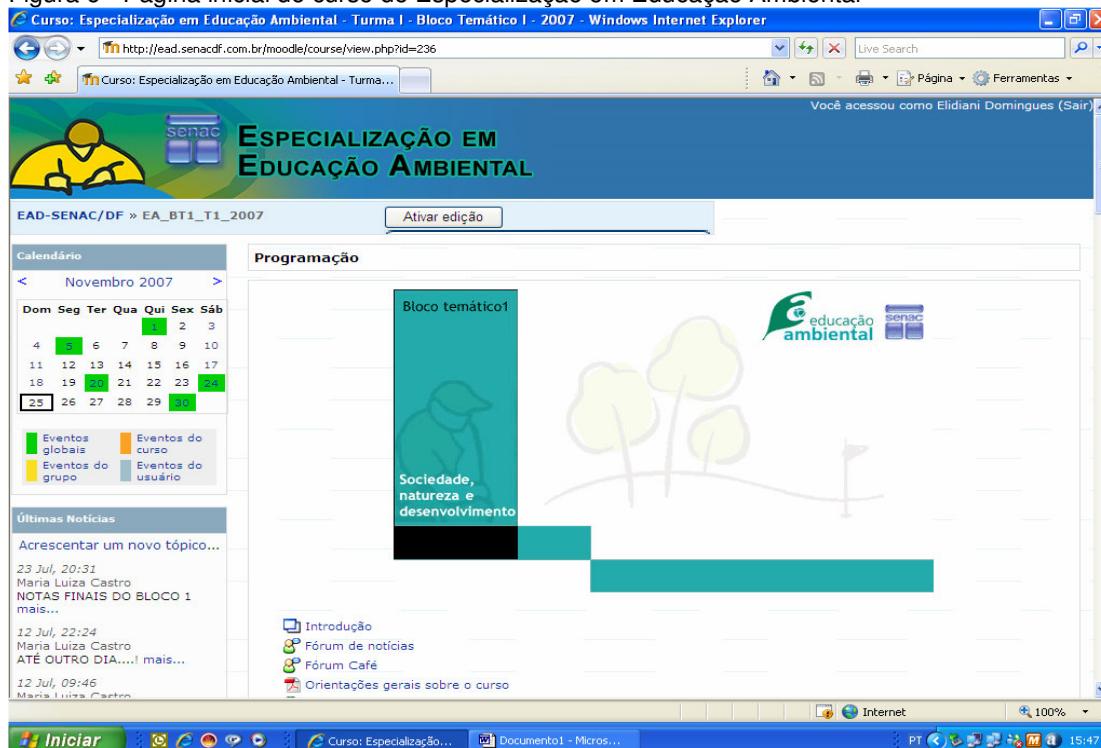 Figura 6 - Página inicial do curso de Especialização em Educação Ambiental
Curso: Especialização em Educação Ambiental - Turma I - Bloco Temático I - 2007 - Windows Internet Explorer
http://ead.senacdf.com.br/moodle/course/view.php?id=236
Live Search
Curso: Especialização em Educação Ambiental - Turma...
Página
Ferramentas
Você acessou como Elidiani Domingues (Sair)
senac
Especialização em
Educação Ambiental
EAD-SENAC/DF » EA_BT1_T1_2007
Ativar edição
Calendário
< Novembro 2007 >
Dom Seg Ter Qua Qui Sex Sáb
1 2 3
4 5 6 7 8 9 10
11 12 13 14 15 16 17
18 19 20 21 22 23 24
25 26 27 28 29 30
Eventos globais
Eventos do curso
Eventos do grupo
Eventos do usuário
Últimas Notícias
Acrescentar um novo tópico...
23 Jul, 20:31
Maria Luiza Castro
NOTAS FINAIS DO BLOCO 1
mais...
12 Jul, 22:24
Maria Luiza Castro
ATÉ OUTRO DIA....! mais...
12 Jul, 09:46
Maria Luiza Castro
Programação
Bloco temático1
Sociedade,
natureza e
desenvolvimento
educação
ambiental
senac
Introdução
Fórum de notícias
Fórum Café
Orientações gerais sobre o curso
Internet
100%
Iniciar
Curso: Especialização...
Documento1 - Micros...
PT
15:47